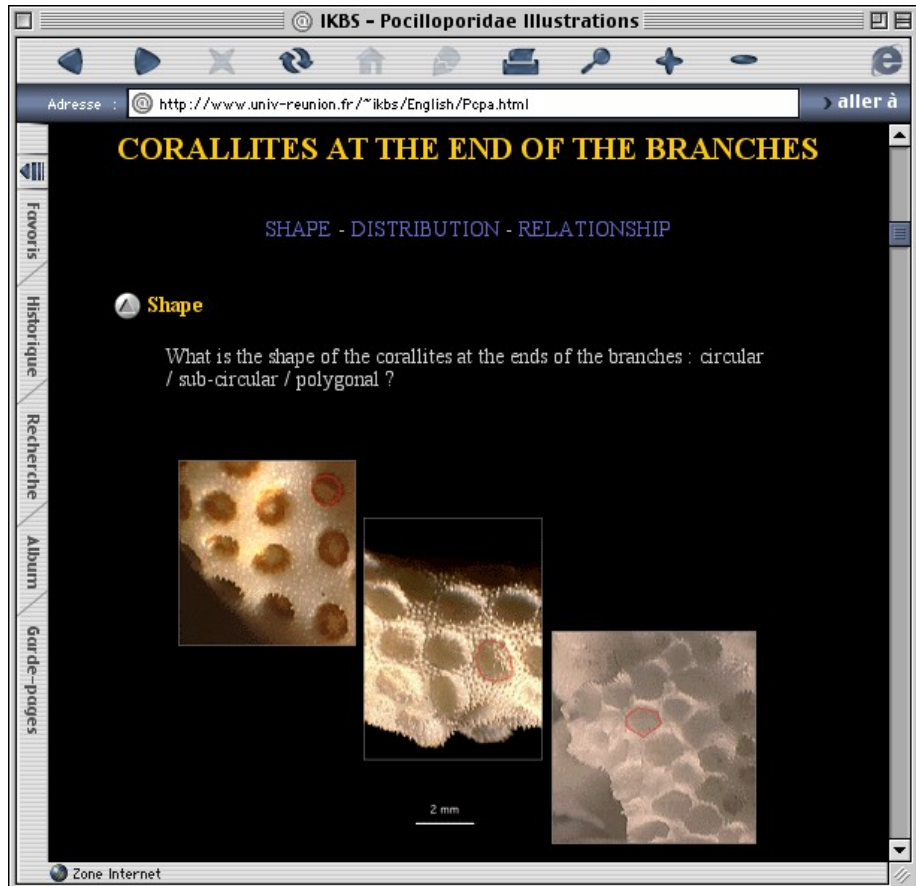 IKBS - Pocilloporidae Illustrations
Adresse : @ http://www.univ-reunion.fr/~ikbs/English/Pcpa.html › aller à
Favoris
Historique
Recherche
Album
Garde-pages
CORALLITES AT THE END OF THE BRANCHES
SHAPE - DISTRIBUTION - RELATIONSHIP
Shape
What is the shape of the corallites at the ends of the branches : circular
/ sub-circular / polygonal ?
2 mm
Zone Internet